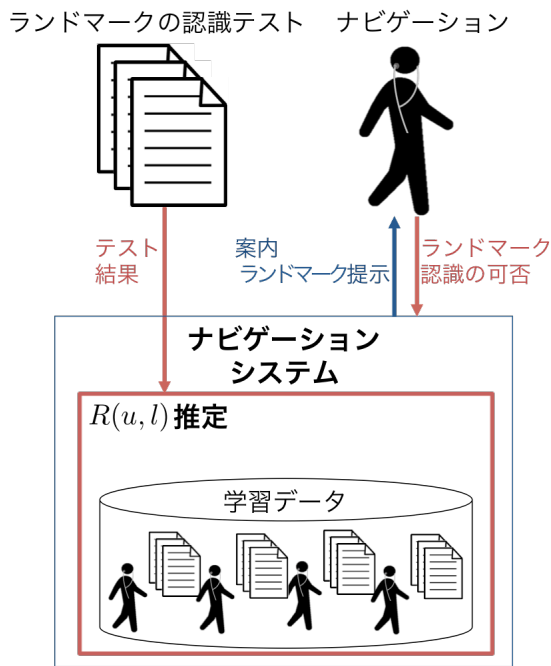 ランドマークの認識テスト
ナビゲーション
テスト
結果
案内
ランドマーク提示
ランドマーク
認識の可否
ナビゲーション
システム
R(u, l) 推定
学習データ